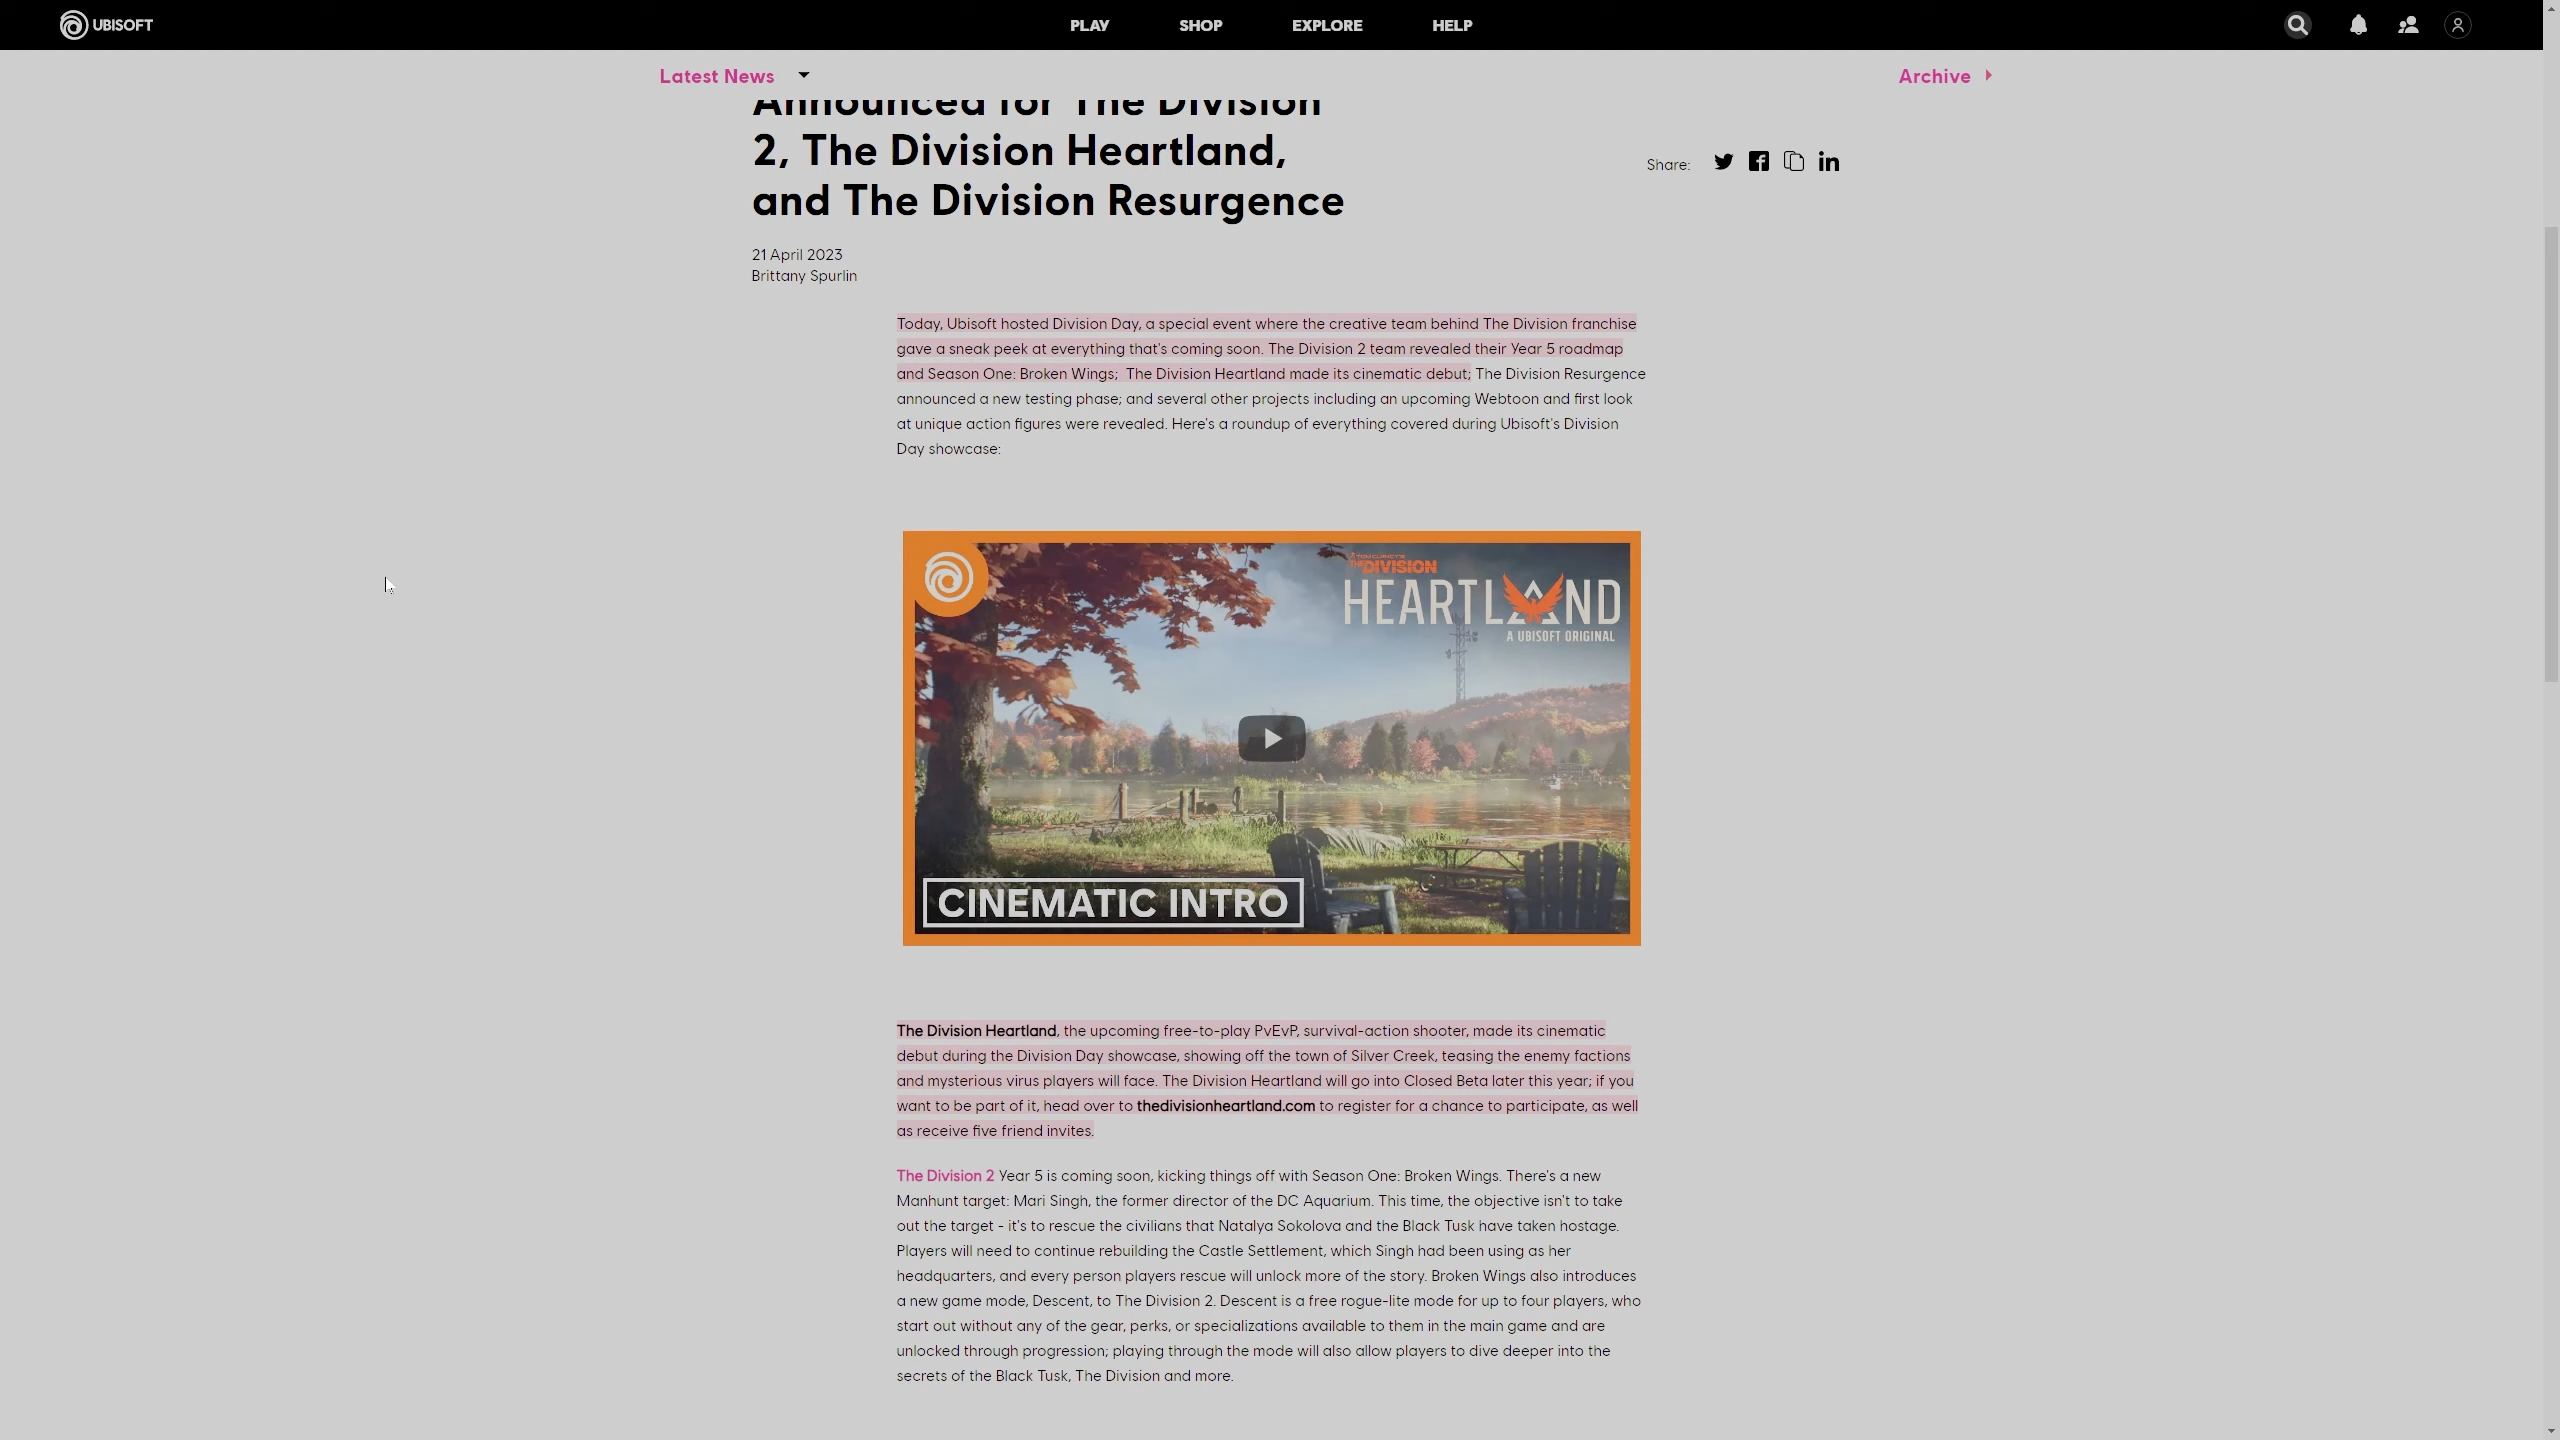 UBISOFT
PLAY SHOP EXPLORE HELP
Latest News
Archive
Announced for The Division
2, The Division Heartland,
and The Division Resurgence
Share:
21 April 2023
Brittany Spurlin
Today, Ubisoft hosted Division Day, a special event where the creative team behind The Division franchise
gave a sneak peek at everything that's coming soon. The Division 2 team revealed their Year 5 roadmap
and Season One: Broken Wings;  The Division Heartland made its cinematic debut; The Division Resurgence
announced a new testing phase; and several other projects including an upcoming Webtoon and first look
at unique action figures were revealed. Here's a roundup of everything covered during Ubisoft's Division
Day showcase:
TOM CLANCY'S
THE DIVISION
HEARTLAND
A UBISOFT ORIGINAL
CINEMATIC INTRO
The Division Heartland, the upcoming free-to-play PvEvP, survival-action shooter, made its cinematic
debut during the Division Day showcase, showing off the town of Silver Creek, teasing the enemy factions
and mysterious virus players will face. The Division Heartland will go into Closed Beta later this year; if you
want to be part of it, head over to thedivisionheartland.com to register for a chance to participate, as well
as receive five friend invites.
The Division 2 Year 5 is coming soon, kicking things off with Season One: Broken Wings. There's a new
Manhunt target: Mari Singh, the former director of the DC Aquarium. This time, the objective isn't to take
out the target - it's to rescue the civilians that Natalya Sokolova and the Black Tusk have taken hostage.
Players will need to continue rebuilding the Castle Settlement, which Singh had been using as her
headquarters, and every person players rescue will unlock more of the story. Broken Wings also introduces
a new game mode, Descent, to The Division 2. Descent is a free rogue-lite mode for up to four players, who
start out without any of the gear, perks, or specializations available to them in the main game and are
unlocked through progression; playing through the mode will also allow players to dive deeper into the
secrets of the Black Tusk, The Division and more.